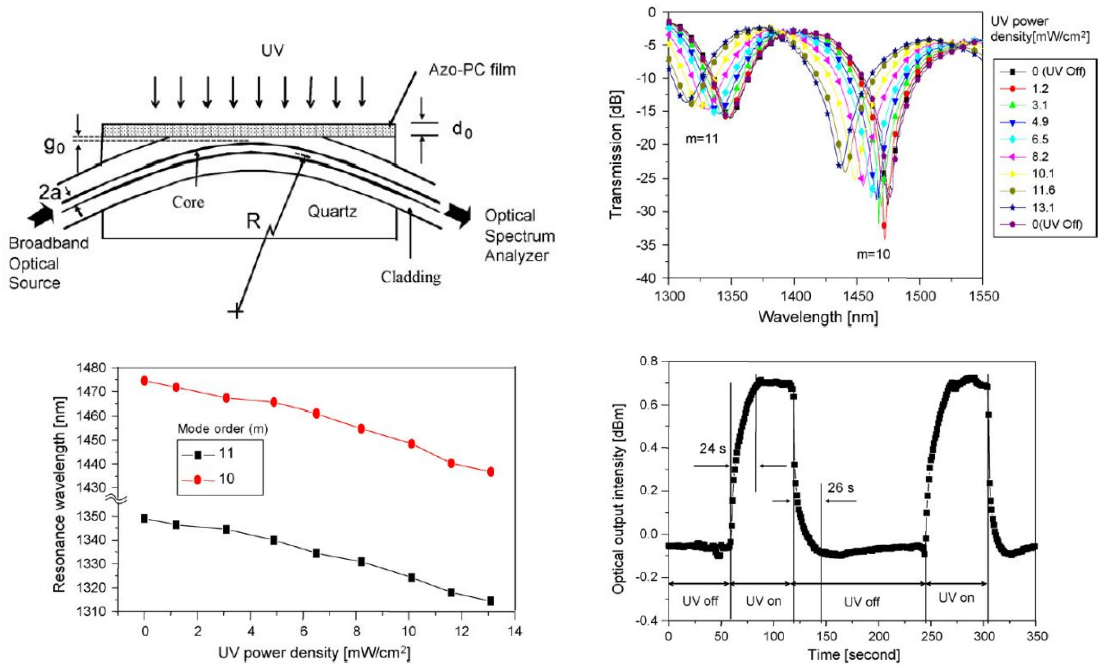 UV
Azo-PC film
g₀
d₀
2a
Core
R
Quartz
Broadband
Optical
Source
Optical
Spectrum
Analyzer
Cladding
0
-5
-10
-15
-20
-25
-30
-35
-40
Transmission [dB]
m=11
m=10
1300
1350
1400
1450
1500
1550
Wavelength [nm]
UV power
density[mW/cm²]
0 (UV Off)
1.2
3.1
4.9
6.5
8.2
10.1
11.6
13.1
0(UV Off)
1480
1470
1460
1450
1440
1430
1350
1340
1330
1320
1310
Resonance wavelength [nm]
Mode order (m)
11
10
0
2
4
6
8
10
12
14
UV power density [mW/cm²]
0.8
0.6
0.4
0.2
0.0
-0.2
-0.4
Optical output intensity [dBm]
24 s
26 s
UV off
UV on
UV off
UV on
0
50
100
150
200
250
300
350
Time [second]